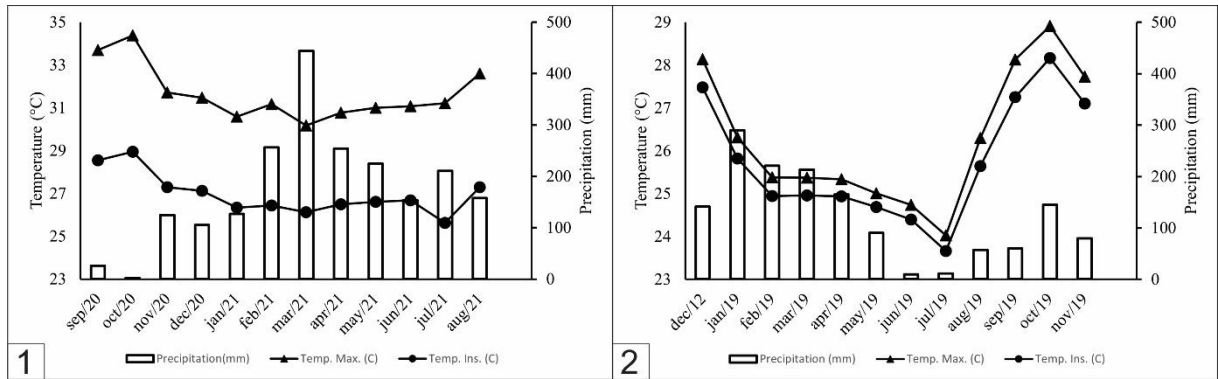 35
33
31
29
27
25
23
Temperature (°C)
500
400
300
200
100
0
Precipitation (mm)
sep/20
oct/20
nov/20
dec/20
jan/21
feb/21
mar/21
apr/21
may/21
jun/21
jul/21
aug/21
Precipitation(mm) Temp. Max. (C) Temp. Ins. (C)
1
29
28
27
26
25
24
23
Temperature (°C)
500
400
300
200
100
0
Precipitation (mm)
dec/12
jan/19
feb/19
mar/19
apr/19
may/19
jun/19
jul/19
aug/19
sep/19
oct/19
nov/19
Precipitation (mm) Temp. Max. (C) Temp. Ins. (C)
2